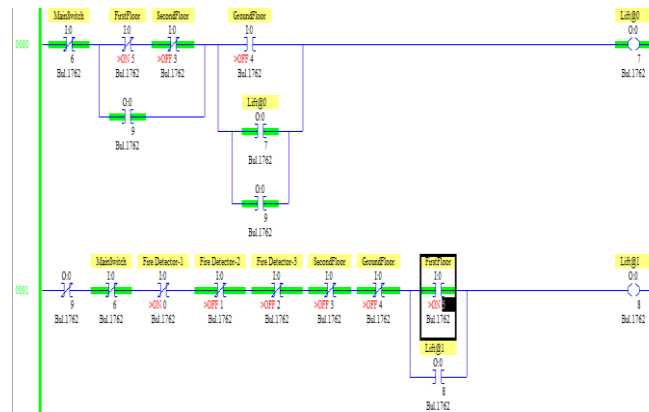 MainSwitch FirstFloor SecondFloor GroundFloor Lift@0
I:0 I:0 I:0 I:0 O:0
0000
6 >ON 5 >OFF 3 >OFF 4 7
Bul.1762 Bul.1762 Bul.1762 Bul.1762 Bul.1762
O:0 Lift@0
9 O:0
Bul.1762 7
Bul.1762
O:0
9
Bul.1762
MainSwitch Fire Detector-1 Fire Detector-2 Fire Detector-3 SecondFloor GroundFloor FirstFloor Lift@1
O:0 I:0 I:0 I:0 I:0 I:0 I:0 I:0 O:0
0001
9 6 >ON 0 >OFF 1 >OFF 2 >OFF 3 >OFF 4 >ON 5 8
Bul.1762 Bul.1762 Bul.1762 Bul.1762 Bul.1762 Bul.1762 Bul.1762 Bul.1762 Bul.1762
Lift@1
O:0
8
Bul.1762